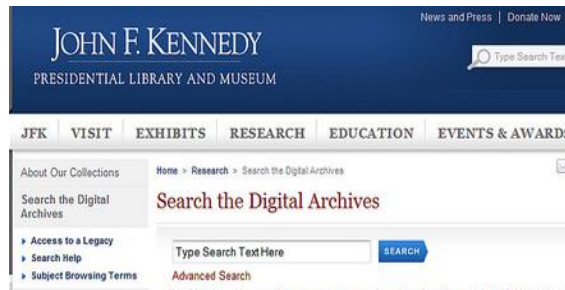 News and Press | Donate Now
JOHN F. KENNEDY
Type Search Tex
PRESIDENTIAL LIBRARY AND MUSEUM
JFK VISIT EXHIBITS RESEARCH EDUCATION EVENTS & AWARDS
About Our Collections
Home > Research > Search the Digital Archives
Search the Digital
Archives
Search the Digital Archives
Access to a Legacy
Search Help
Subject Browsing Terms
Type Search Text Here
SEARCH
Advanced Search